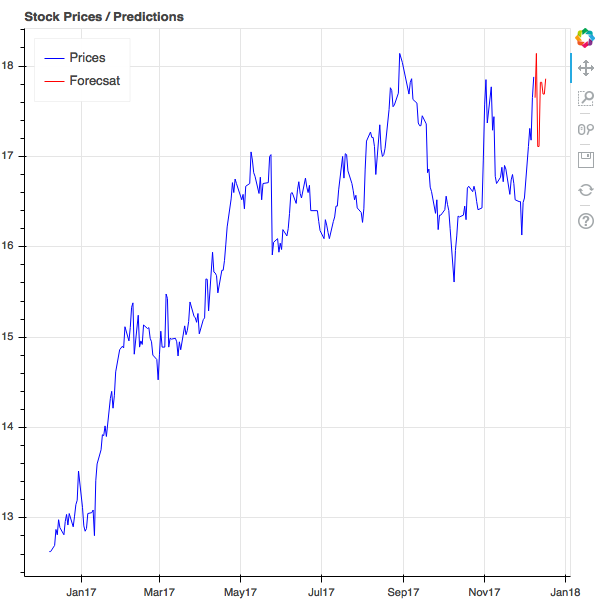 Stock Prices / Predictions
Prices
Forecsat
18
17
16
15
14
13
Jan17
Mar17
May17
Jul17
Sep17
Nov17
Jan18